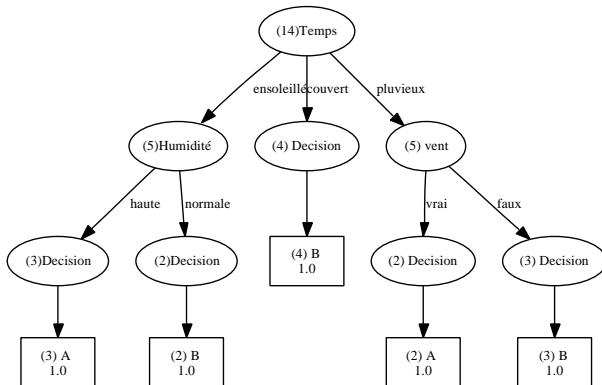 (14)Temps
ensoleillé
couvert
pluvieux
(5)Humidité
(4) Decision
(5) vent
haute
normale
vrai
faux
(3)Decision
(2)Decision
(4) B
1.0
(2) Decision
(3) Decision
(3) A
1.0
(2) B
1.0
(2) A
1.0
(3) B
1.0